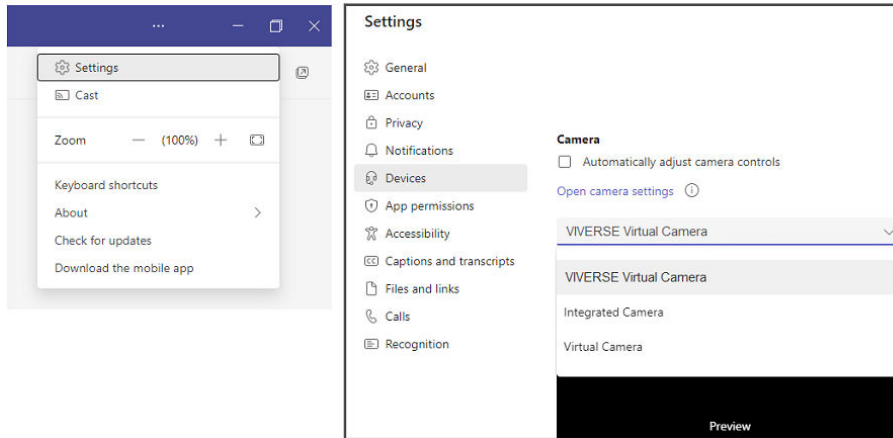 Settings
Cast
Zoom (100%)
Keyboard shortcuts
About
Check for updates
Download the mobile app
Settings
General
Accounts
Privacy
Notifications
Devices
App permissions
Accessibility
CC Captions and transcripts
Files and links
Calls
Recognition
Camera
Automatically adjust camera controls
Open camera settings
VIVERSE Virtual Camera
VIVERSE Virtual Camera
Integrated Camera
Virtual Camera
Preview